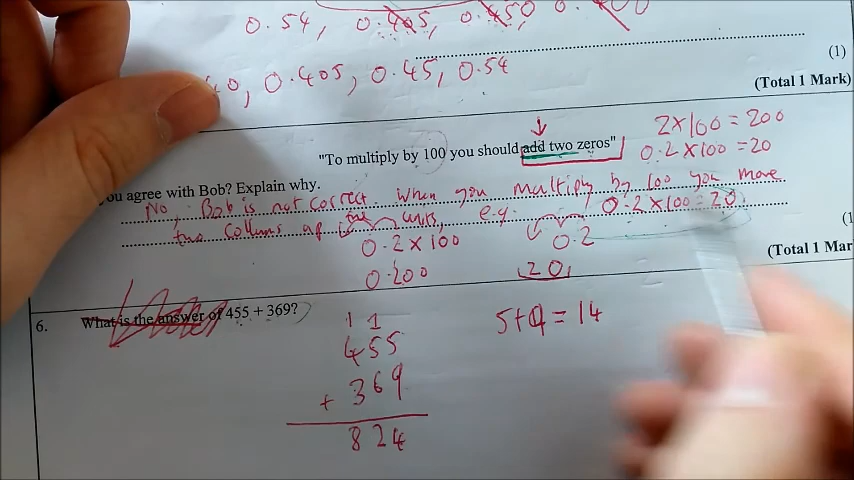 0.54, 0.405, 0.450
(1)
0.405, 0.45, 0.54
(Total 1 Mark)
"To multiply by 100 you should add two zeros"
2 x 100 = 200
0.2 x 100 = 20
ou agree with Bob? Explain why.
No, Bob is not correct. When you multiply by 100 you move
two collums up the units, e.g. 0.2 x 100 = 20
0.2 x 100
0.2
0.200
20
(1
(Total 1 Mar
6. What is the answer of 455 + 369?
1 1
455
+ 369
824
5+9 = 14